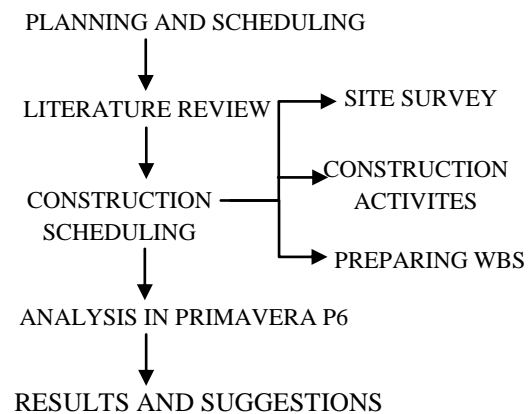 PLANNING AND SCHEDULING
LITERATURE REVIEW
CONSTRUCTION
SCHEDULING
SITE SURVEY
CONSTRUCTION
ACTIVITES
PREPARING WBS
ANALYSIS IN PRIMAVERA P6
RESULTS AND SUGGESTIONS